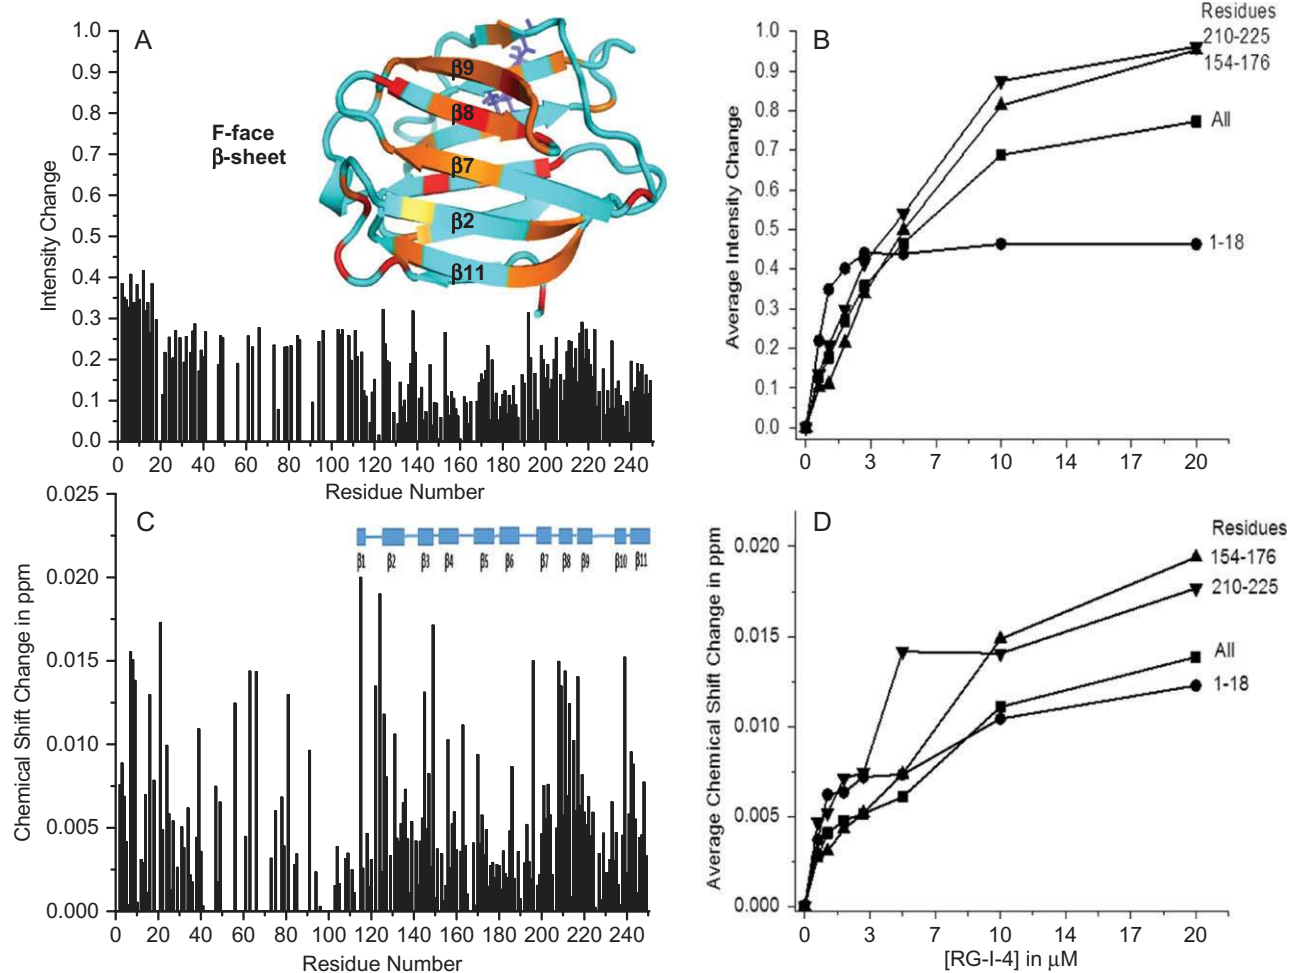 A
1.0
0.9
0.8
0.7
0.6
0.5
0.4
0.3
0.2
0.1
0.0
Intensity Change
F-face
β-sheet
β9
β8
β7
β2
β11
0 20 40 60 80 100 120 140 160 180 200 220 240
Residue Number
B
1.0
0.9
0.8
0.7
0.6
0.5
0.4
0.3
0.2
0.1
0.0
Average Intensity Change
Residues
210-225
154-176
All
1-18
0 3 7 10 14 17 20
C
0.025
0.020
0.015
0.010
0.005
0.000
Chemical Shift Change in ppm
β1 β2 β3 β4 β5 β6 β7 β8 β9 β10 β11
0 20 40 60 80 100 120 140 160 180 200 220 240
Residue Number
D
0.020
0.015
0.010
0.005
0.000
Average Chemical Shift Change in ppm
Residues
154-176
210-225
All
1-18
0 3 7 10 14 17 20
[RG-I-4] in μM